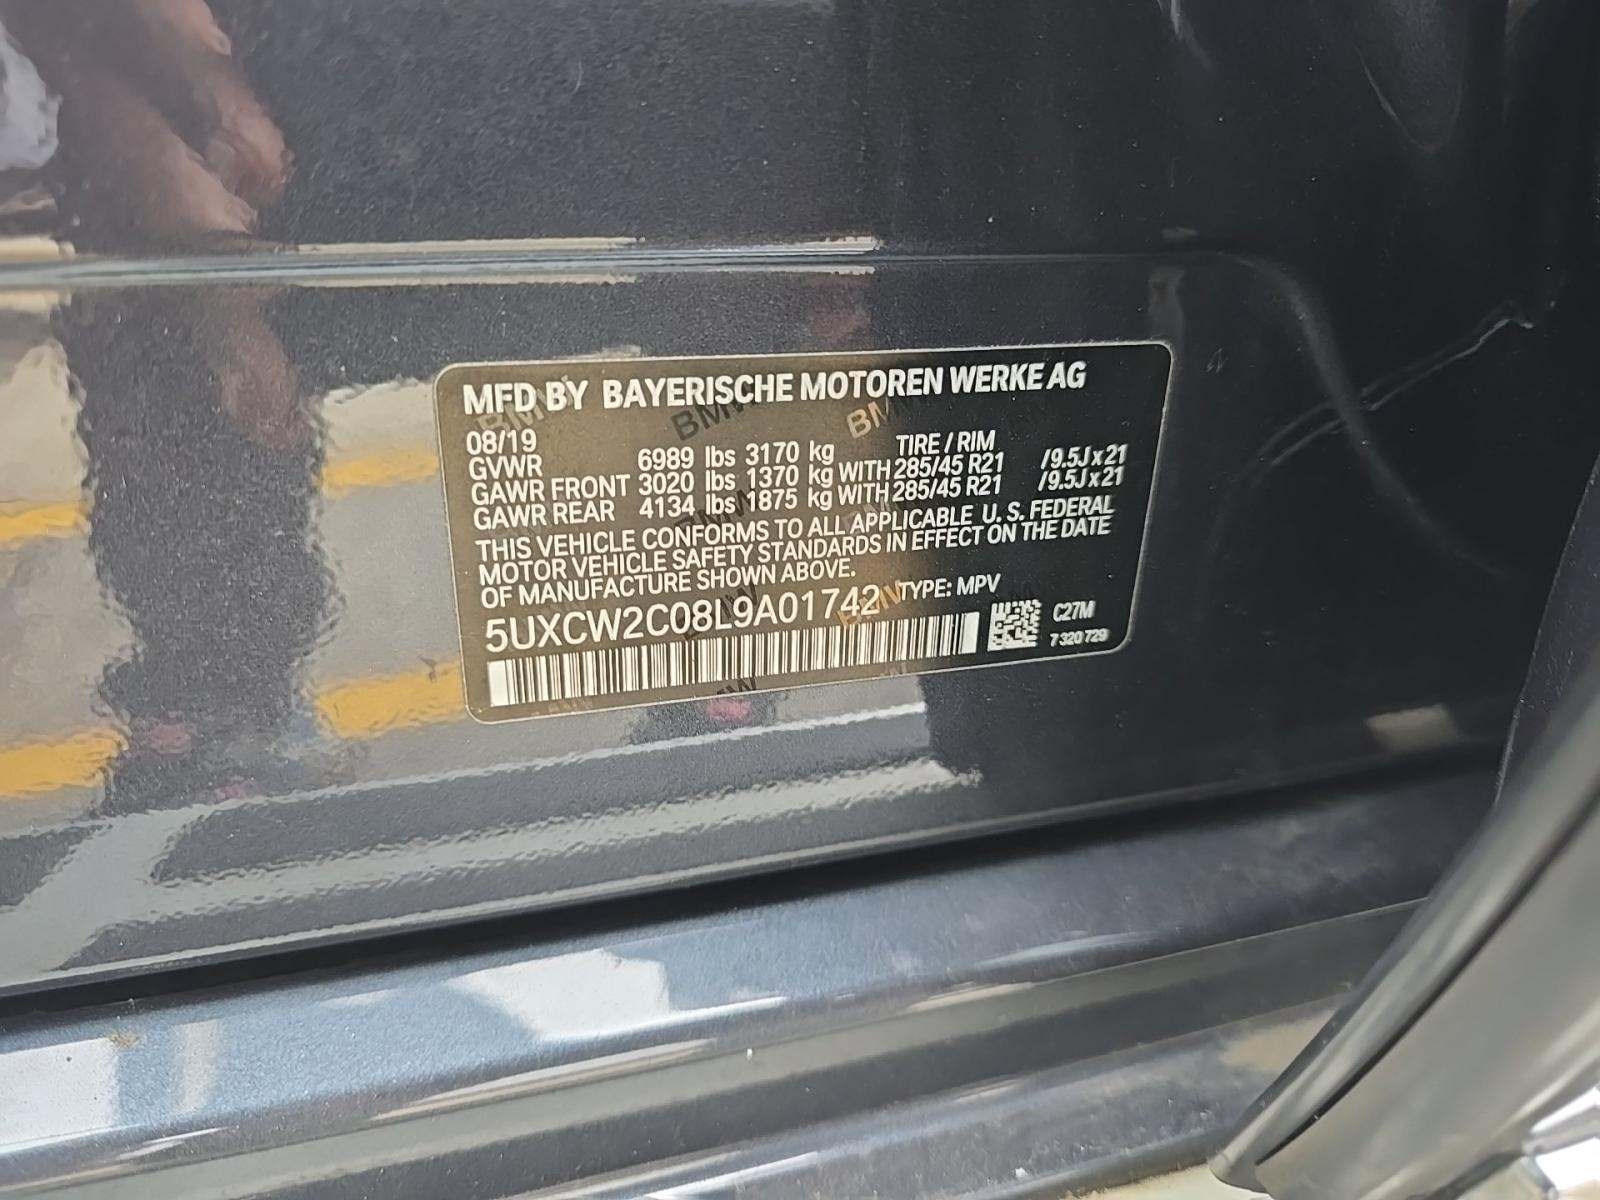 MFD BY BAYERISCHE MOTOREN WERKE AG
08/19 TIRE / RIM
GVWR 6989 lbs 3170 kg
GAWR FRONT 3020 lbs 1370 kg WITH 285/45 R21 /9.5J x 21
GAWR REAR 4134 lbs 1875 kg WITH 285/45 R21 /9.5J x 21
THIS VEHICLE CONFORMS TO ALL APPLICABLE U. S. FEDERAL
MOTOR VEHICLE SAFETY STANDARDS IN EFFECT ON THE DATE
OF MANUFACTURE SHOWN ABOVE.
5UXCW2C08L9A01742 TYPE: MPV
C27M
7 320 729